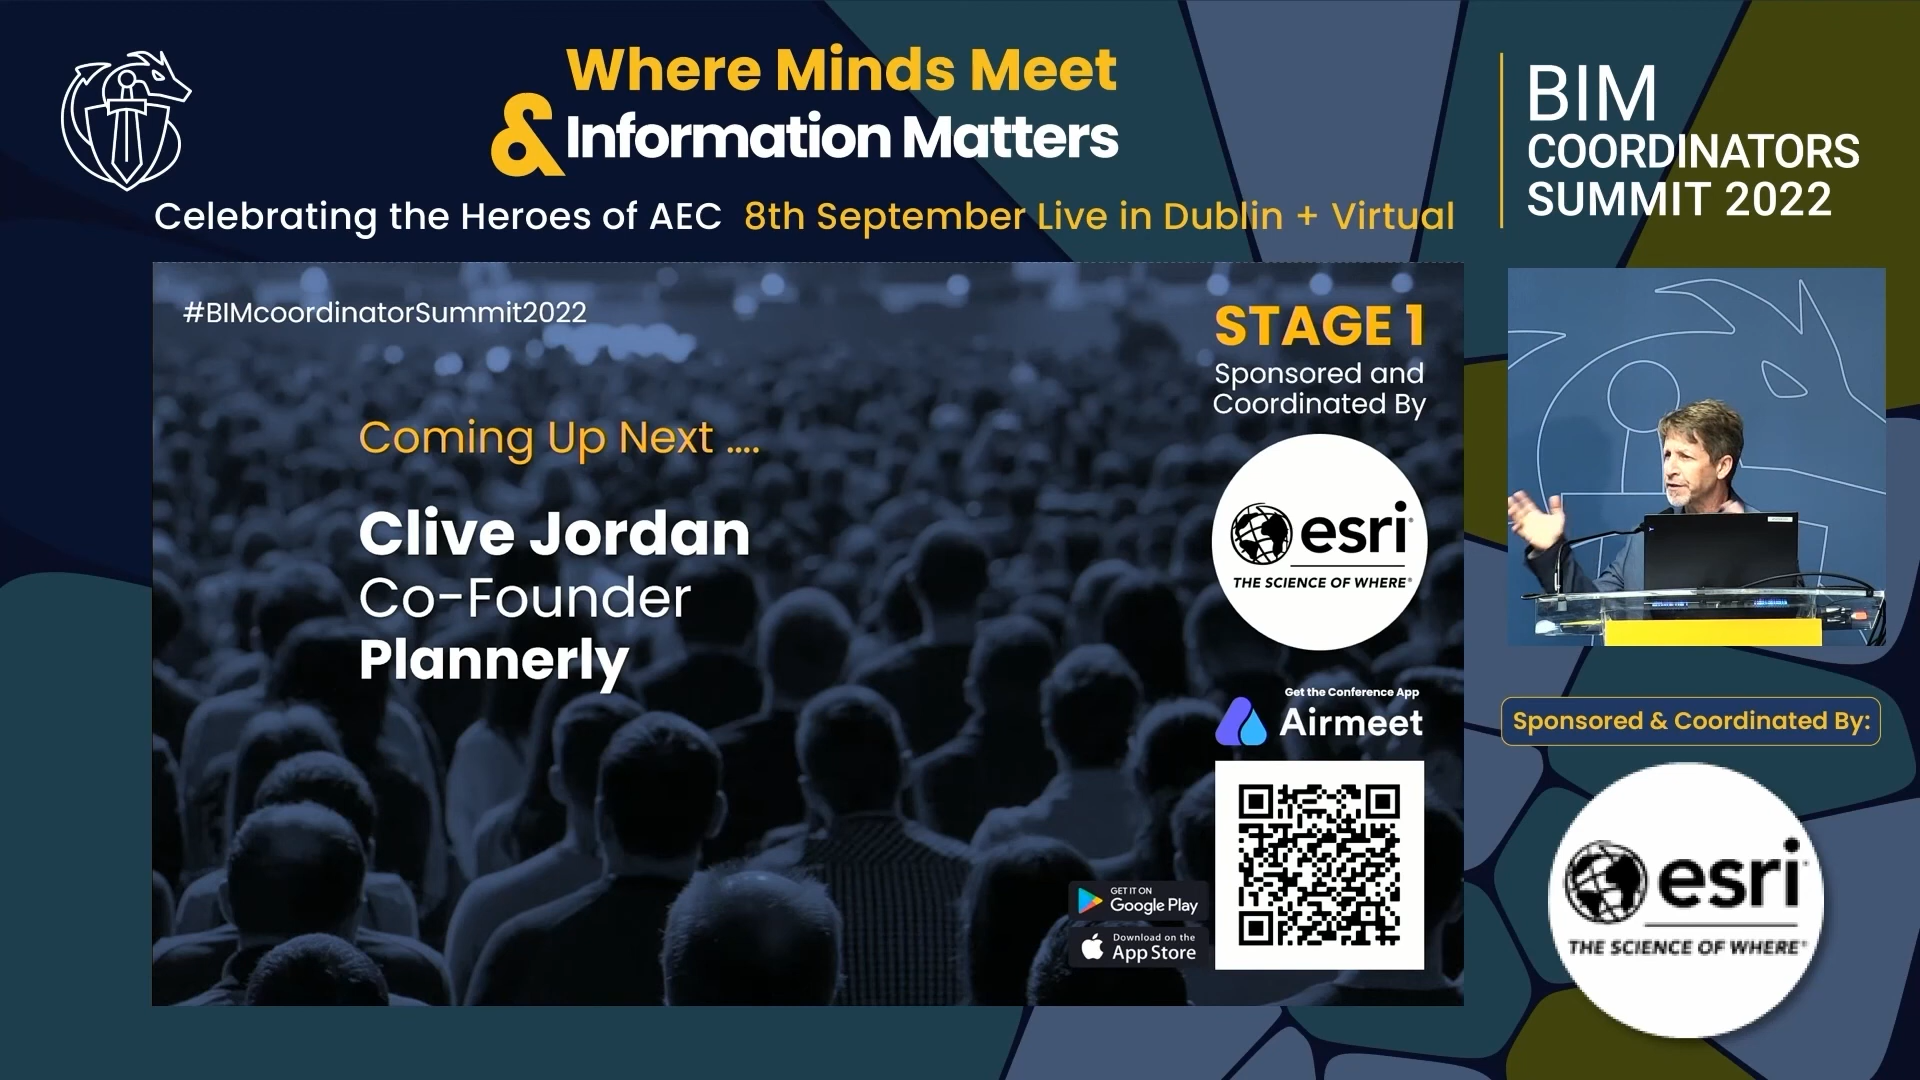 Where Minds Meet
& Information Matters
Celebrating the Heroes of AEC 8th September Live in Dublin + Virtual
BIM
COORDINATORS
SUMMIT 2022
#BIMcoordinatorSummit2022
STAGE 1
Sponsored and
Coordinated By
Coming Up Next ....
Clive Jordan
Co-Founder
Plannerly
esri
THE SCIENCE OF WHERE®
Get the Conference App
Airmeet
GET IT ON
Google Play
Download on the
App Store
Sponsored & Coordinated By:
esri
THE SCIENCE OF WHERE®